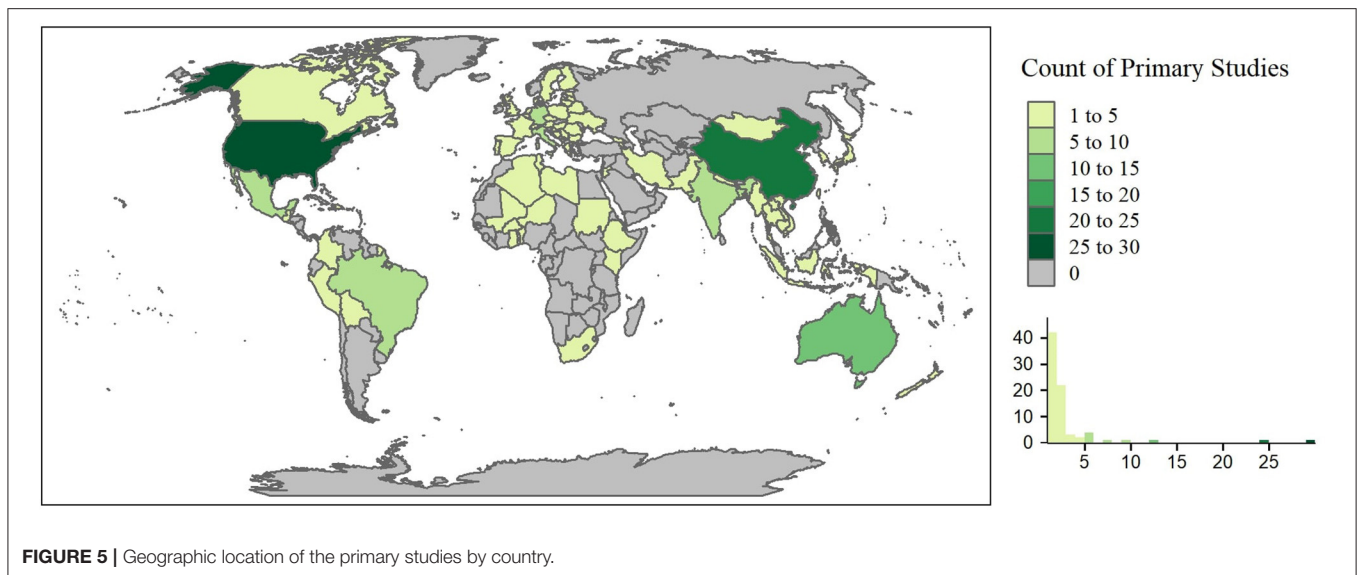 Count of Primary Studies
1 to 5
5 to 10
10 to 15
15 to 20
20 to 25
25 to 30
0
40
30
20
10
0
5 10 15 20 25
FIGURE 5 | Geographic location of the primary studies by country.